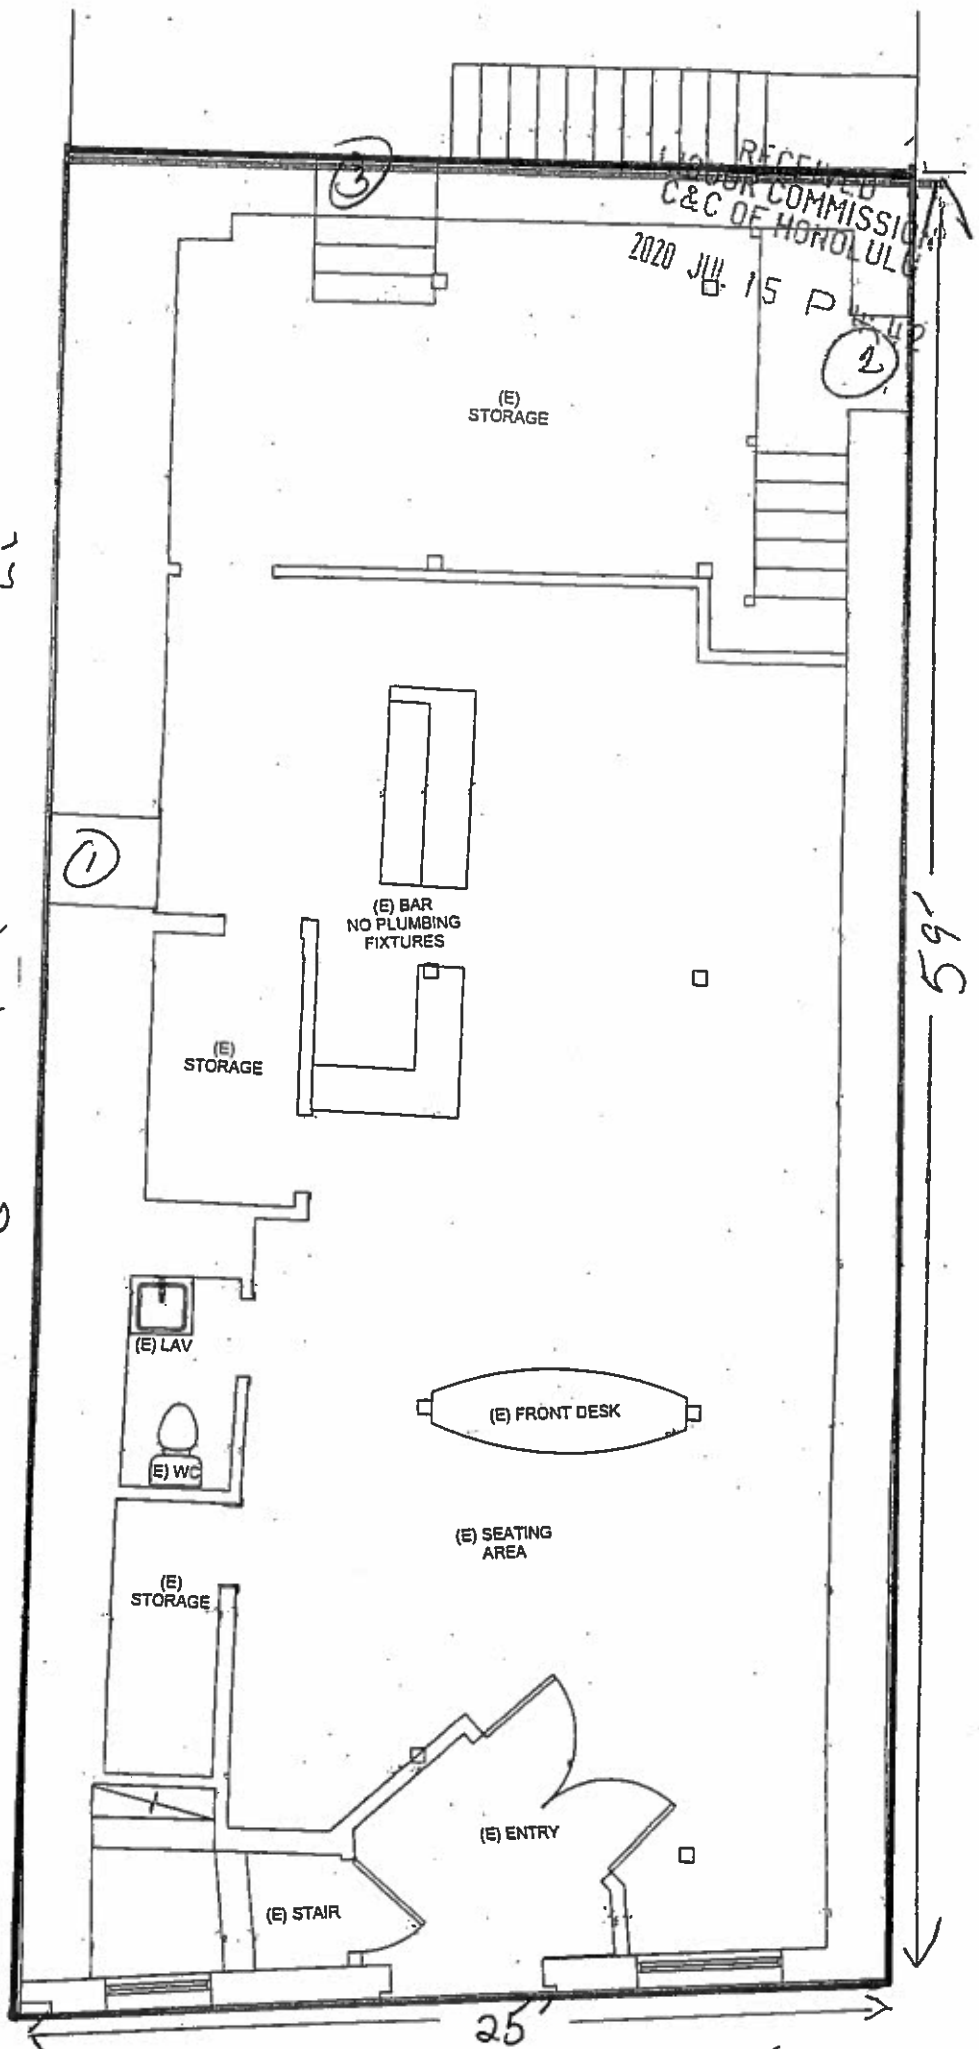 3
RECEIVED
LIQUOR COMMISSION
C&C OF HONOLULU
2020 JUL 15 P
2
(E)
STORAGE
1
(E) BAR
NO PLUMBING
FIXTURES
59'
(E)
STORAGE
(E) LAV
(E) FRONT DESK
E) WC
(E) SEATING
AREA
(E)
STORAGE
(E) ENTRY
(E) STAIR
25'